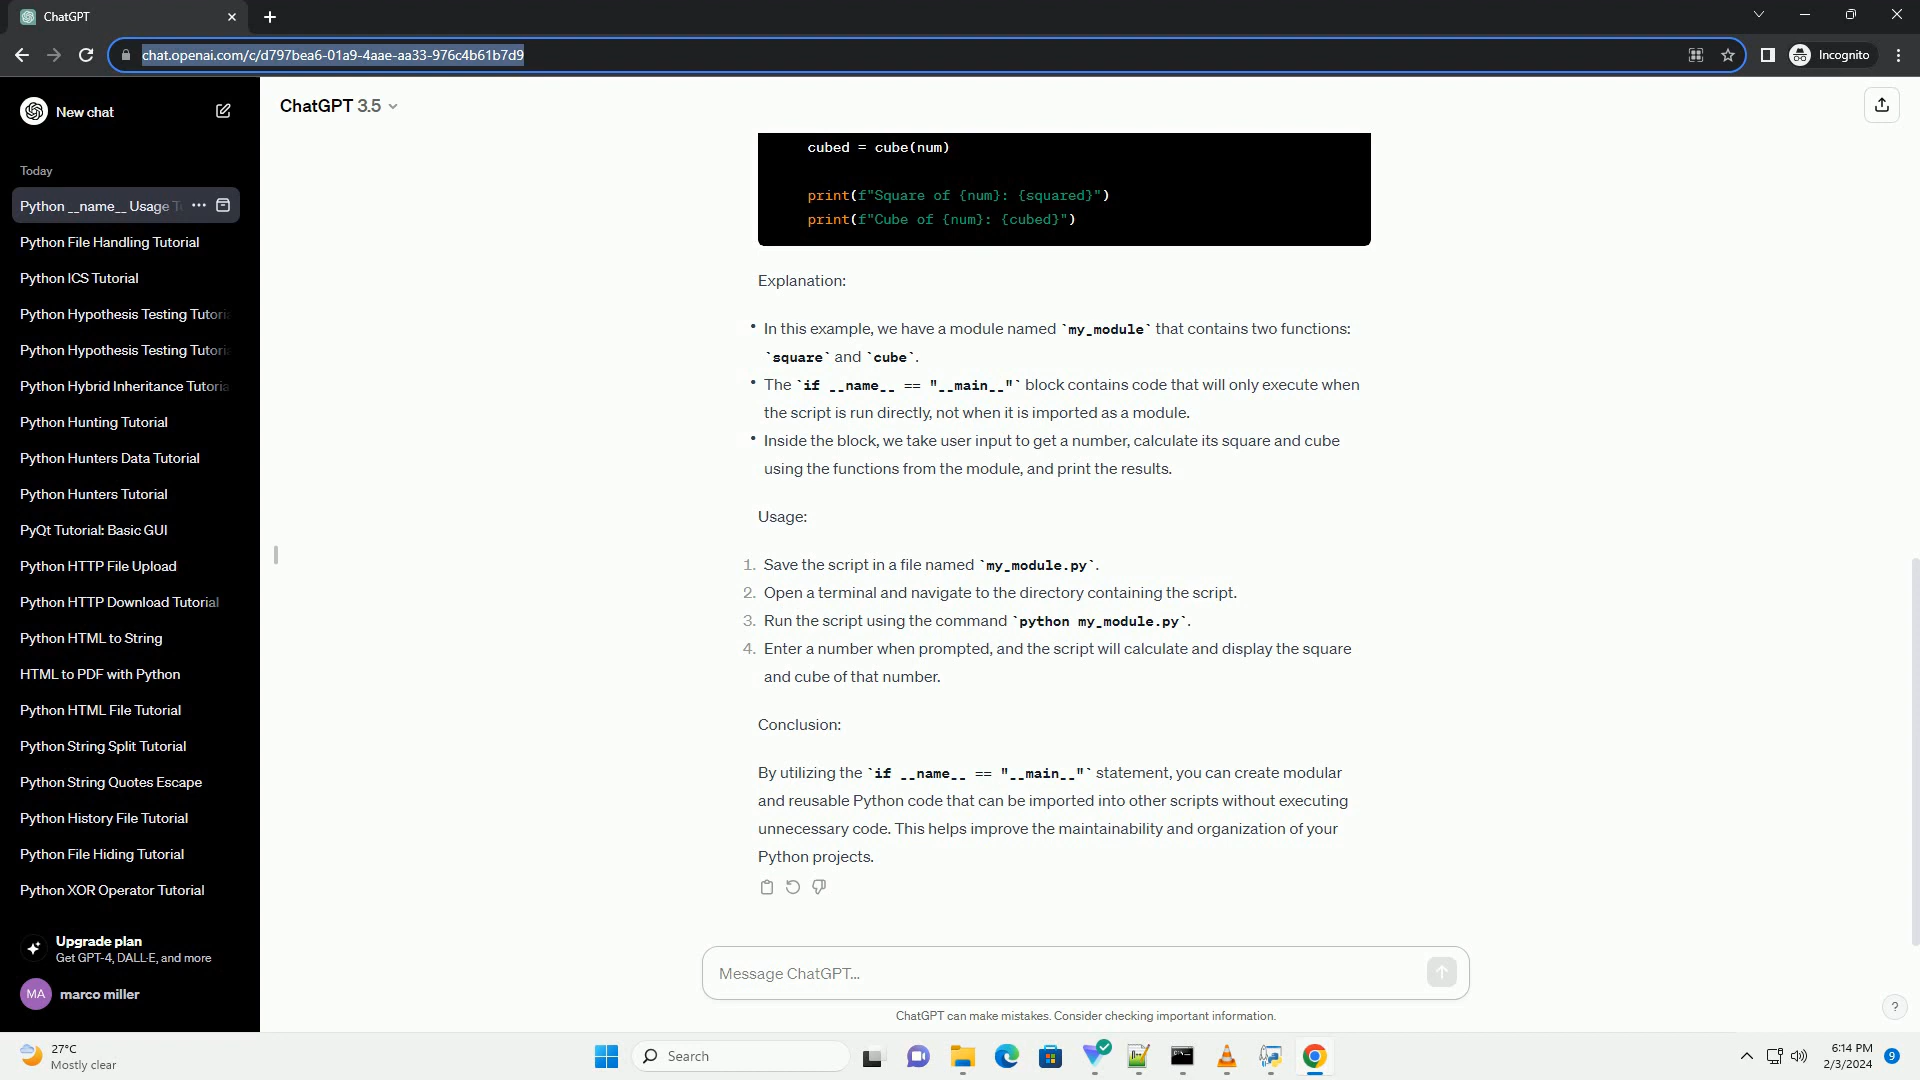 ChatGPT
chat.openai.com/c/d797bea6-01a9-4aae-aa33-976c4b61b7d9
Incognito
New chat
Today
Python __name__ Usage T
Python File Handling Tutorial
Python ICS Tutorial
Python Hypothesis Testing Tutori
Python Hypothesis Testing Tutori
Python Hybrid Inheritance Tutoria
Python Hunting Tutorial
Python Hunters Data Tutorial
Python Hunters Tutorial
PyQt Tutorial: Basic GUI
Python HTTP File Upload
Python HTTP Download Tutorial
Python HTML to String
HTML to PDF with Python
Python HTML File Tutorial
Python String Split Tutorial
Python String Quotes Escape
Python History File Tutorial
Python File Hiding Tutorial
Python XOR Operator Tutorial
Upgrade plan
Get GPT-4, DALL·E, and more
MA marco miller
ChatGPT 3.5
cubed = cube(num)
print(f"Square of {num}: {squared}")
print(f"Cube of {num}: {cubed}")
Explanation:
• In this example, we have a module named `my_module` that contains two functions:
`square` and `cube`.
• The `if __name__ == "__main__"` block contains code that will only execute when
the script is run directly, not when it is imported as a module.
• Inside the block, we take user input to get a number, calculate its square and cube
using the functions from the module, and print the results.
Usage:
1. Save the script in a file named `my_module.py`.
2. Open a terminal and navigate to the directory containing the script.
3. Run the script using the command `python my_module.py`.
4. Enter a number when prompted, and the script will calculate and display the square
and cube of that number.
Conclusion:
By utilizing the `if __name__ == "__main__"` statement, you can create modular
and reusable Python code that can be imported into other scripts without executing
unnecessary code. This helps improve the maintainability and organization of your
Python projects.
Message ChatGPT...
ChatGPT can make mistakes. Consider checking important information.
?
27°C
Mostly clear
Search
6:14 PM
2/3/2024
9